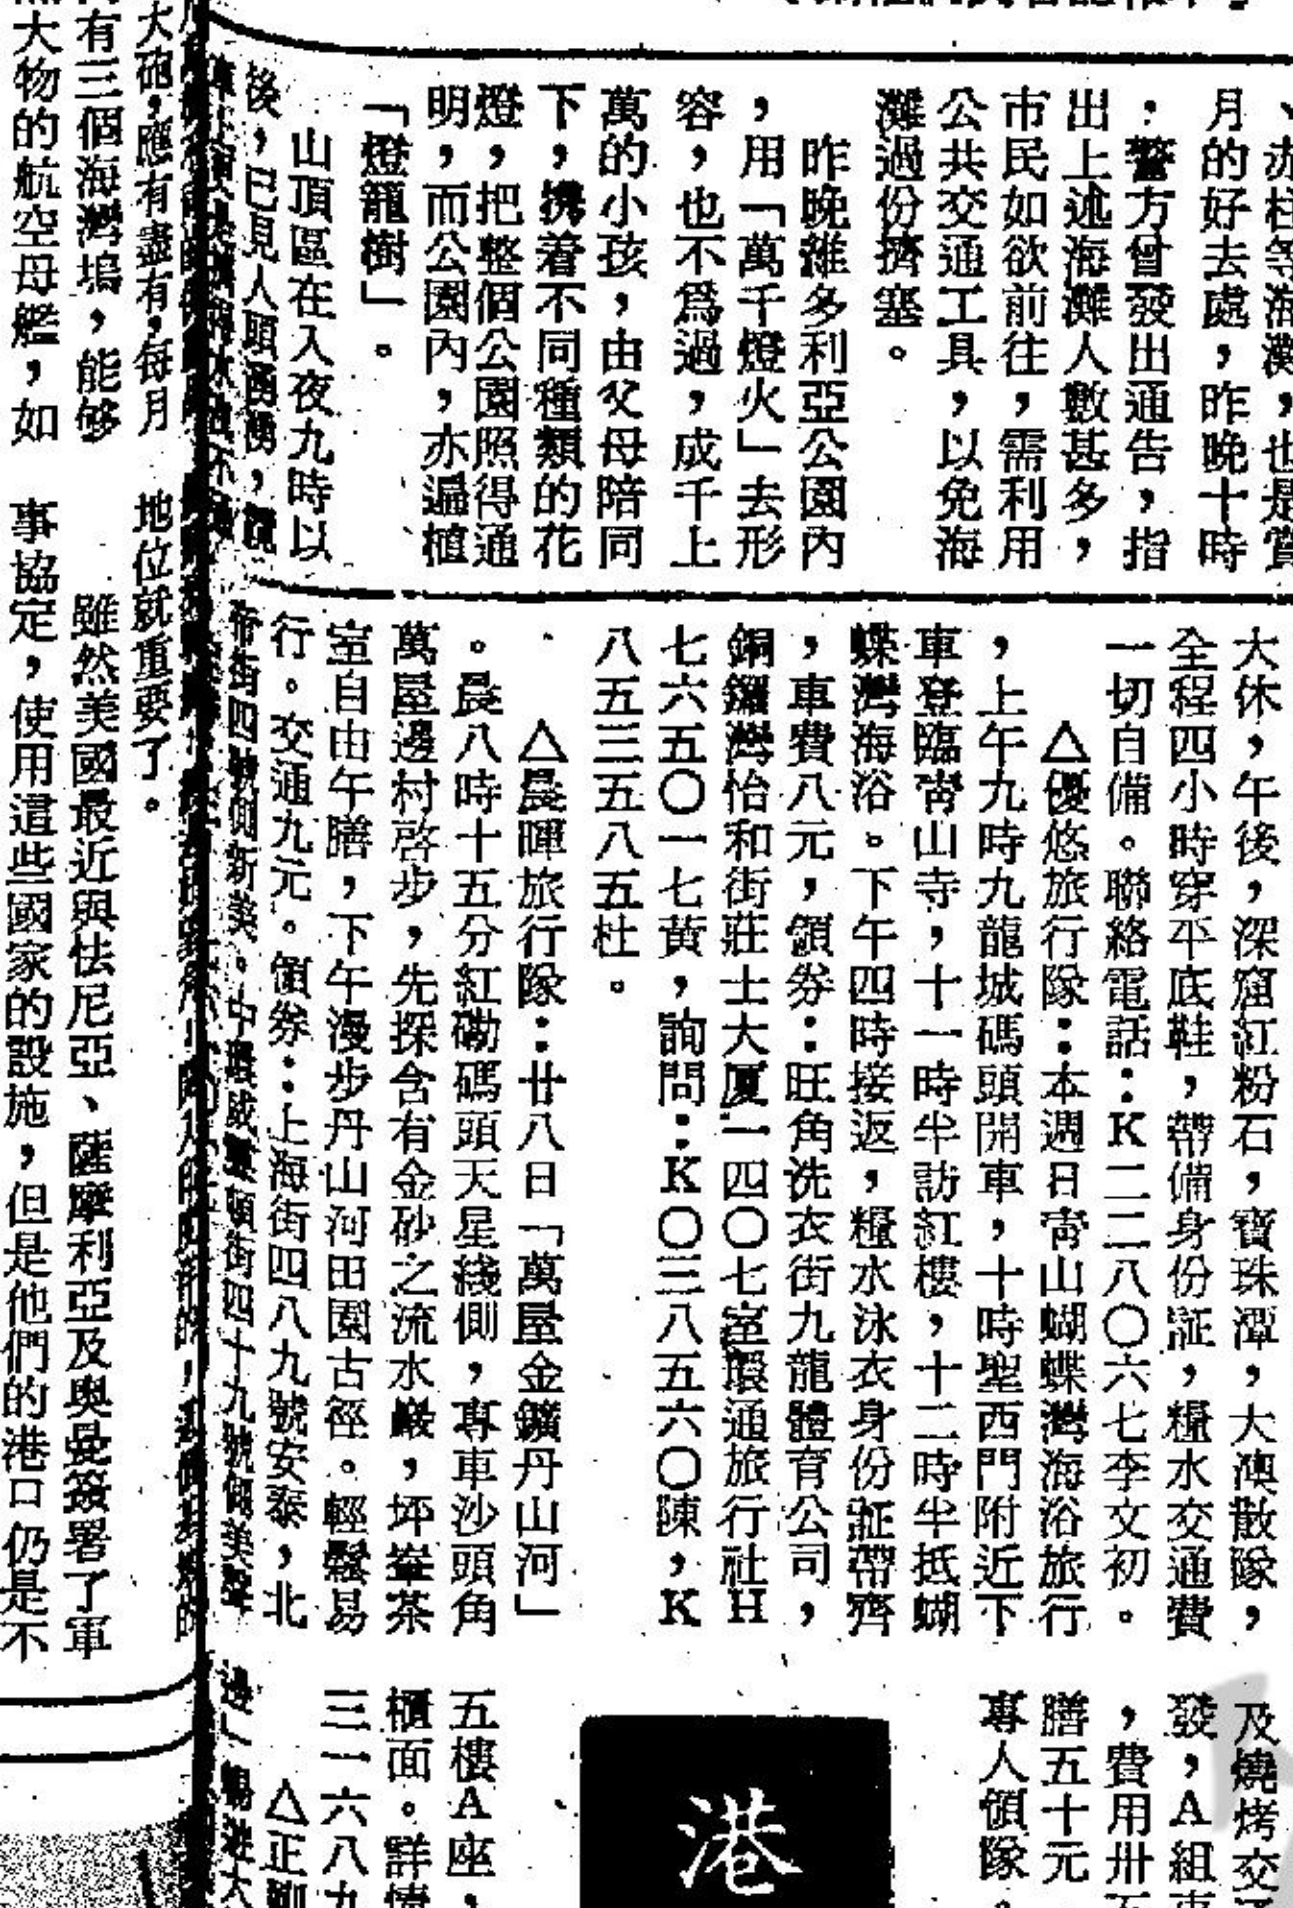 、赤柱等海灘，也是賞
月的好去處，昨晚十時
，警方曾發出通告，指
出上述海灘人數甚多，
市民如欲前往，需利用
公共交通工具，以免海
灘過份擠塞。
昨晚維多利亞公園內
，用「萬千燈火」去形
容，也不為過，成千上
萬的小孩，由父母陪同
下，携着不同種類的花
燈，把整個公園照得通
明，而公園內，亦遍植
「燈籠樹」。
山頂區在入夜九時以
後，已見人頭湧湧，
大休，午後，深窟紅粉石，寶珠潭，大澳散隊，
全程四小時穿平底鞋，帶備身份証，糧水交通費
一切自備。聯絡電話：K二二八〇六七李文初。
△優悠旅行隊：本週日青山蝴蝶灣海浴旅行
，上午九時九龍城碼頭開車，十時聖西門附近下
車登臨青山寺，十一時半訪紅樓，十二時半抵蝴
蝶灣海浴。下午四時接返，糧水泳衣身份証帶齊
，車費八元，領券：旺角洗衣街九龍體育公司，
銅鑼灣怡和街莊士大厦一四〇七室環通旅行社H
七六五〇一七黃，詢問：K〇三八五六〇陳，K
八五三五八五杜。
△晨暉旅行隊：廿八日「萬屋金鑛丹山河」
。晨八時十五分紅磡碼頭天星綫側，專車沙頭角
萬屋邊村啓步，先探含有金砂之流水巖，坪輋茶
室自由午膳，下午漫步丹山河田園古徑。輕鬆易
行。交通九元。領券：上海街四八九號安泰，北
帝街四號側新美。中環威靈頓街四十九號側美聲
及燒烤交
發，A組
，費用卅
膳五十元
專人領隊。
港
五樓A座，
櫃面。詳情
三一六八九
△正剛
大砲，應有盡有，每月
有三個海灣塢，能够
大物的航空母艦，如
地位就重要了。
雖然美國最近與怯尼亞、薩摩利亞及奧曼簽署了軍
事協定，使用這些國家的設施，但是他們的港口仍是不